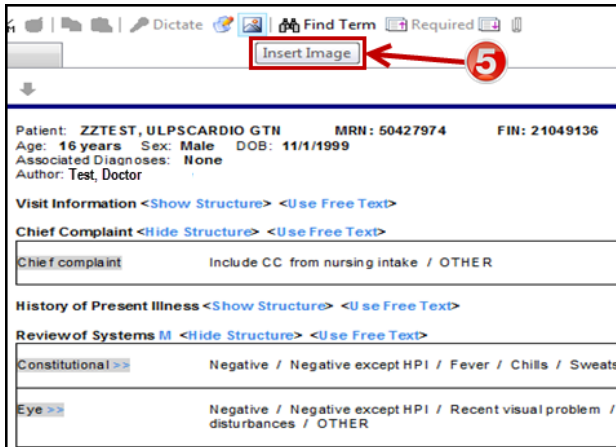 Dictate Find Term Required
Insert Image
5
Patient: ZZTEST, ULPSCARDIO GTN MRN: 50427974 FIN: 21049136
Age: 16 years Sex: Male DOB: 11/1/1999
Associated Diagnoses: None
Author: Test, Doctor
Visit Information <Show Structure> <Use Free Text>
Chief Complaint <Hide Structure> <Use Free Text>
Chief complaint Include CC from nursing intake / OTHER
History of Present Illness <Show Structure> <Use Free Text>
Review of Systems M <Hide Structure> <Use Free Text>
Constitutional >> Negative / Negative except HPI / Fever / Chills / Sweats
Eye >> Negative / Negative except HPI / Recent visual problem /
disturbances / OTHER